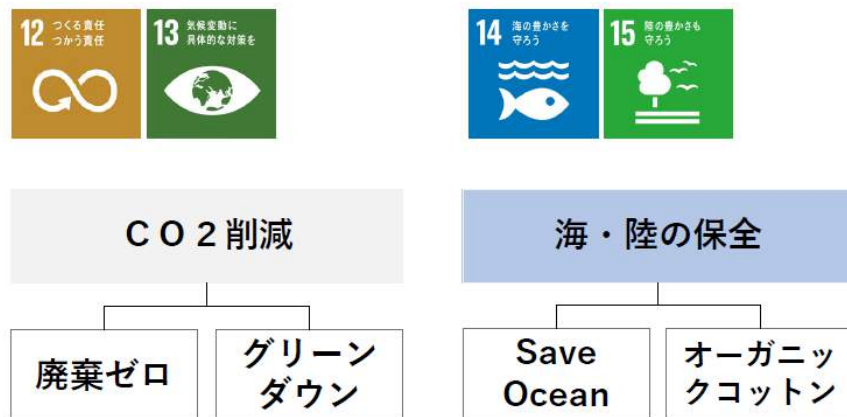 12 つくる責任
つかう責任
13 気候変動に
具体的な対策を
14 海の豊かさを
守ろう
15 陸の豊かさも
守ろう
ＣＯ２削減
海・陸の保全
廃棄ゼロ
グリーン
ダウン
Save
Ocean
オーガニッ
クコットン